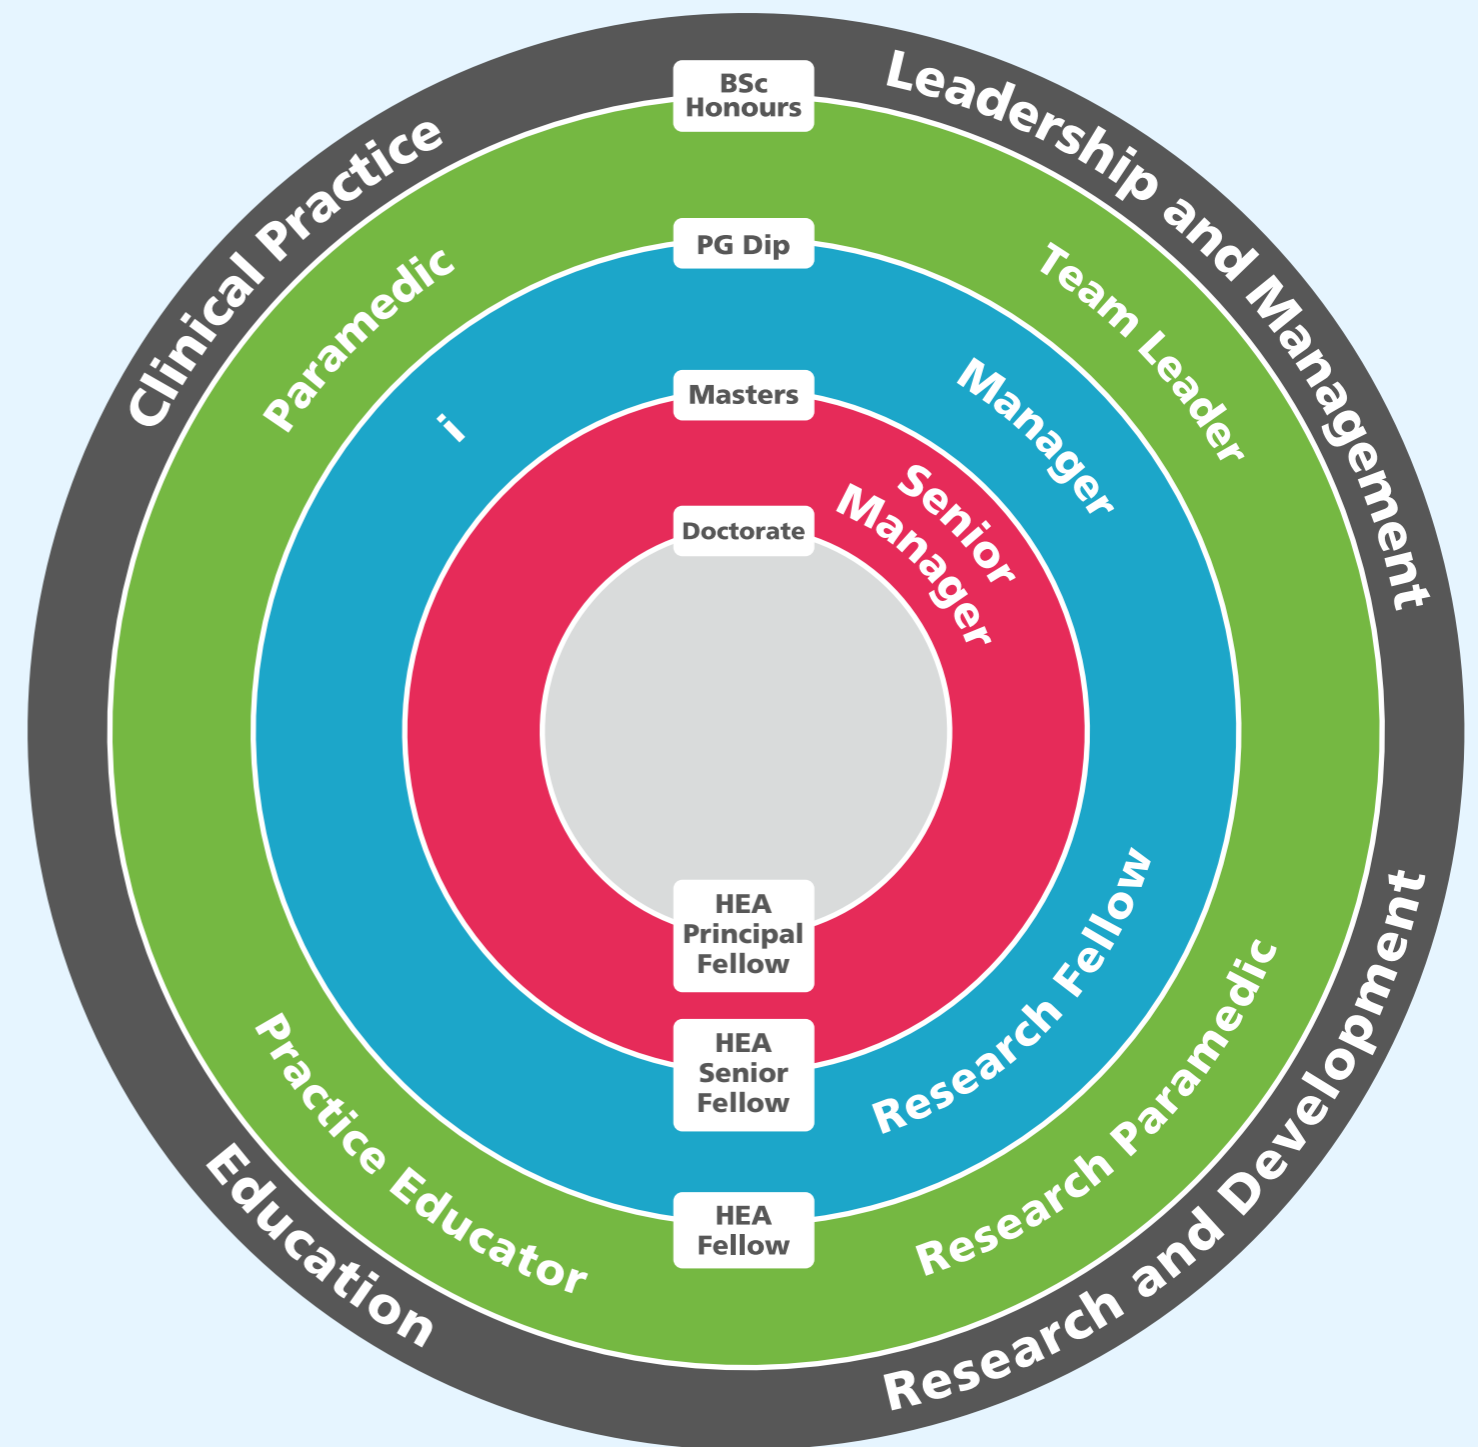 BSc
Honours
Leadership and Management
Clinical Practice
PG Dip
Paramedic
Team Leader
Masters
Manager
i
Senior
Manager
Doctorate
HEA
Principal
Fellow
Research Fellow
HEA
Senior
Fellow
Research Paramedic
Practice Educator
HEA
Fellow
Education
Research and Development